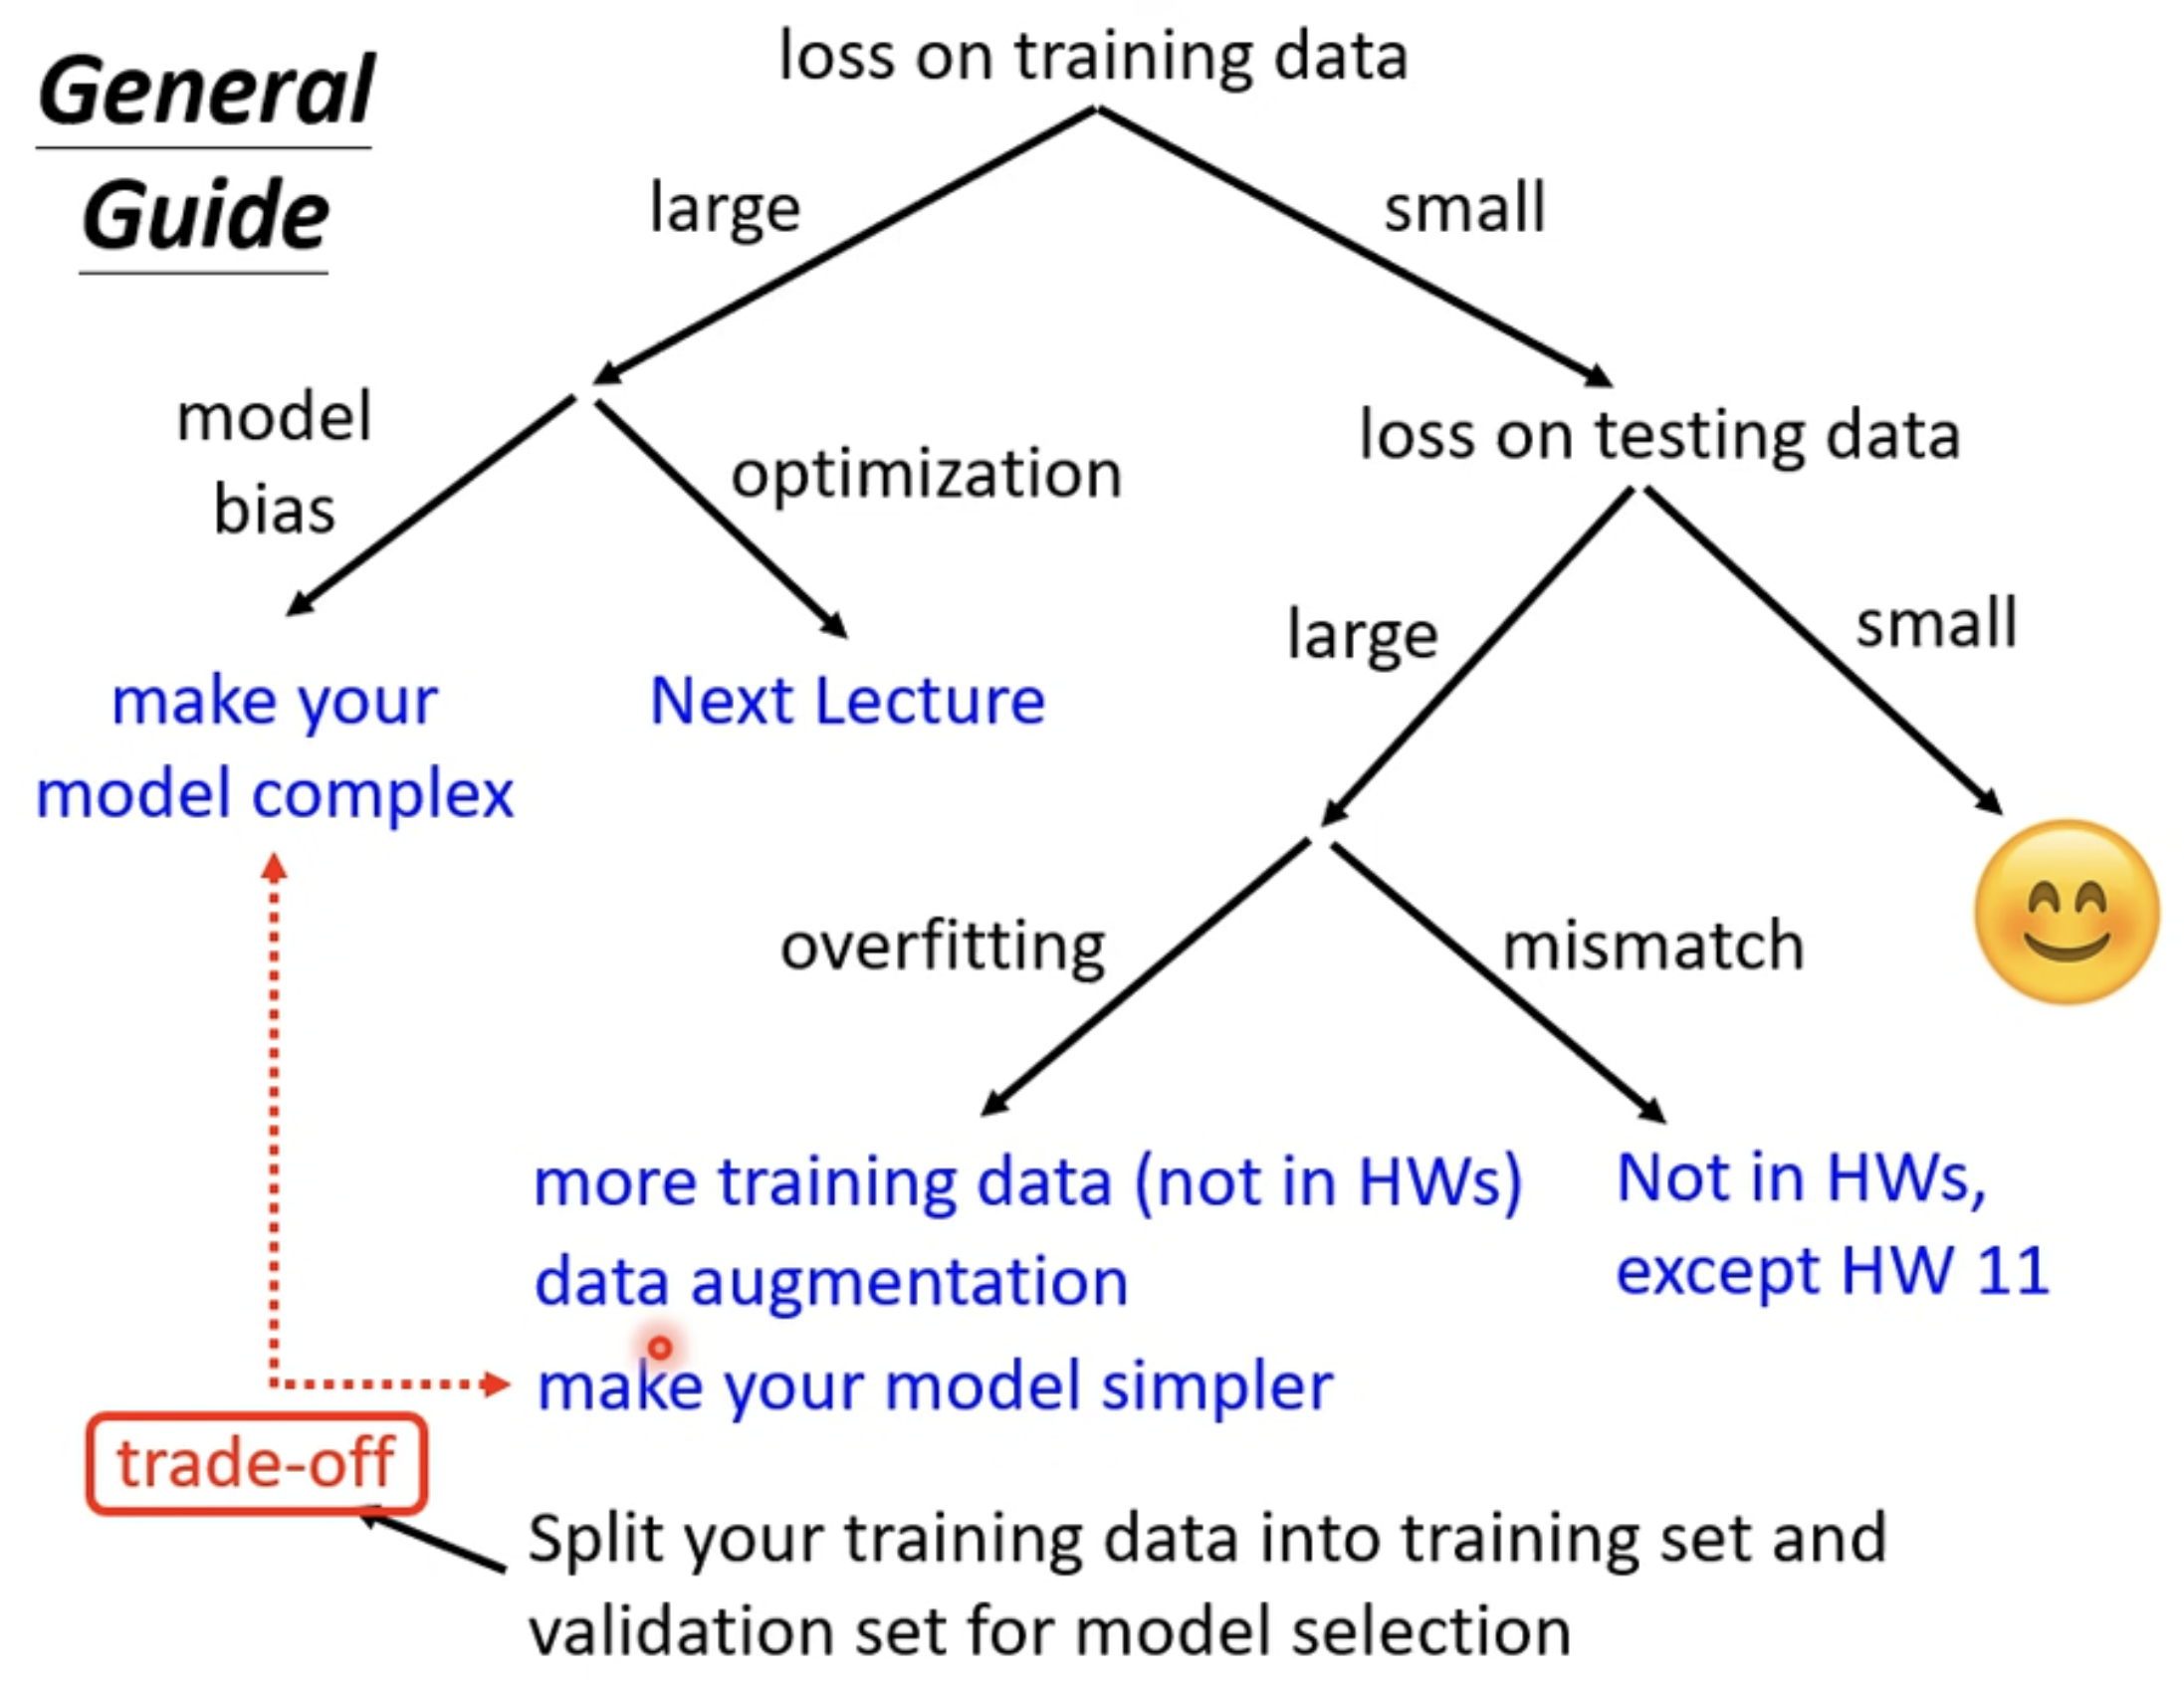 General
Guide
loss on training data
large
small
model
bias
optimization
loss on testing data
make your
model complex
Next Lecture
large
small
overfitting
mismatch
more training data (not in HWs)
data augmentation
make your model simpler
Not in HWs,
except HW 11
trade-off
Split your training data into training set and
validation set for model selection